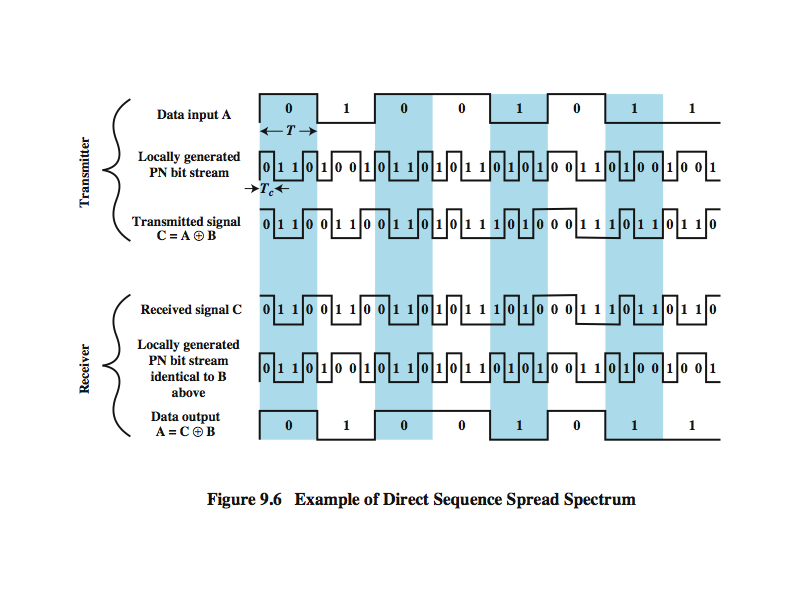 Data input A 0 1 0 0 1 0 1 1
T
Locally generated
PN bit stream
0 1 1 0 1 0 0 1 0 1 1 0 1 0 1 1 0 1 0 1 0 0 1 1 0 1 0 0 1 0 0 1
Tc
Transmitter
Transmitted signal
C = A ⊕ B
0 1 1 0 0 1 1 0 0 1 1 0 1 0 1 1 1 0 1 0 0 0 1 1 1 0 1 1 0 1 1 0
Received signal C 0 1 1 0 0 1 1 0 0 1 1 0 1 0 1 1 1 0 1 0 0 0 1 1 1 0 1 1 0 1 1 0
Receiver
Locally generated
PN bit stream
identical to B
above
0 1 1 0 1 0 0 1 0 1 1 0 1 0 1 1 0 1 0 1 0 0 1 1 0 1 0 0 1 0 0 1
Data output
A = C ⊕ B
0 1 0 0 1 0 1 1
Figure 9.6 Example of Direct Sequence Spread Spectrum